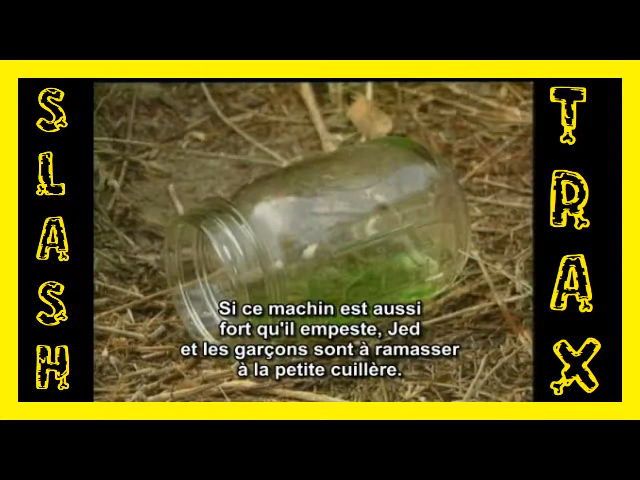 SLASH
TRAX
Si ce machin est aussi
fort qu'il empeste, Jed
et les garçons sont à ramasser
à la petite cuillère.